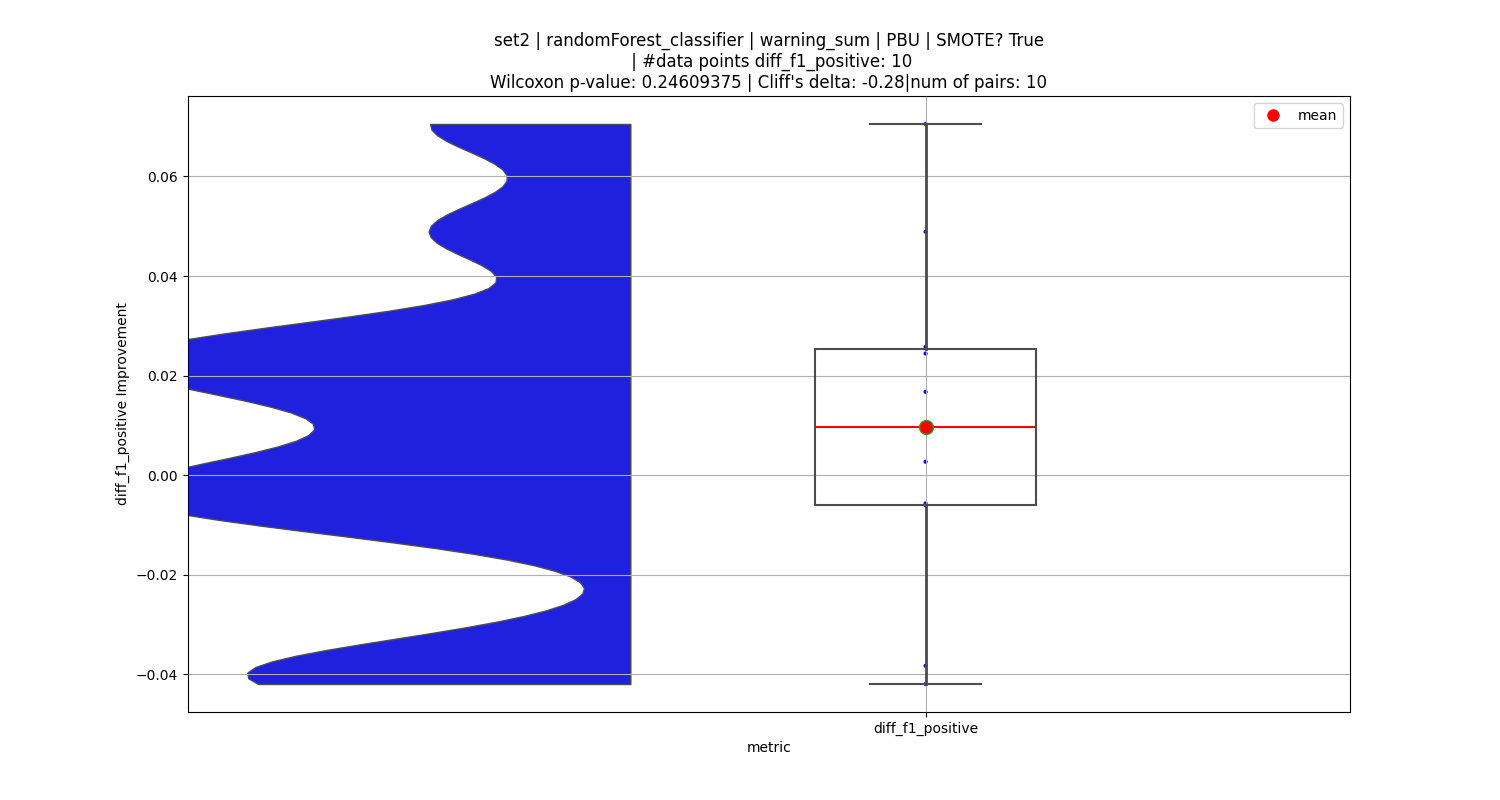 set2 | randomForest_classifier | warning_sum | PBU | SMOTE? True
| #data points diff_f1_positive: 10
Wilcoxon p-value: 0.24609375 | Cliff's delta: -0.28|num of pairs: 10
mean
0.06
0.04
0.02
0.00
−0.02
−0.04
diff_f1_positive Improvement
diff_f1_positive
metric